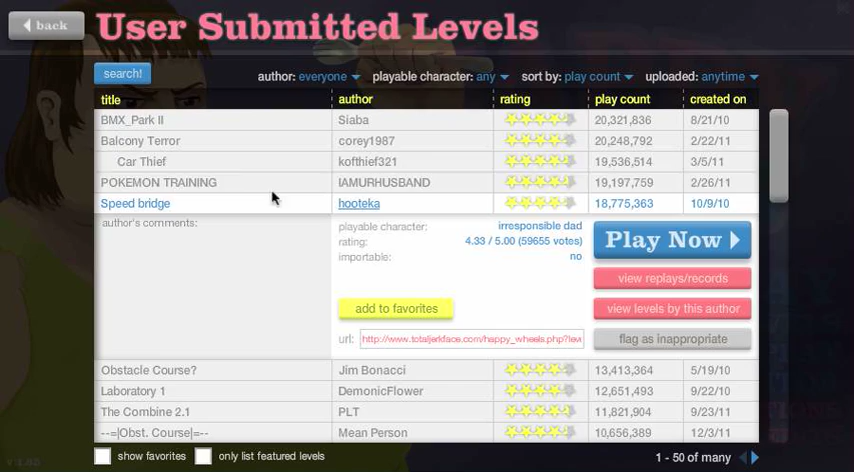 back
User Submitted Levels
search!
author: everyone playable character: any sort by: play count uploaded: anytime
title author rating play count created on
BMX_Park II Siaba 20,321,836 8/21/10
Balcony Terror corey1987 20,248,792 2/22/11
Car Thief kofthief321 19,536,514 3/5/11
POKEMON TRAINING IAMURHUSBAND 19,197,759 2/26/11
Speed bridge hooteka 18,775,363 10/9/10
author's comments:
playable character: irresponsible dad
rating: 4.33 / 5.00 (59655 votes)
importable: no
Play Now
view replays/records
add to favorites
view levels by this author
url: http://www.totaljerkface.com/happy_wheels.php?lev
flag as inappropriate
Obstacle Course? Jim Bonacci 13,413,364 5/19/10
Laboratory 1 DemonicFlower 12,651,493 9/22/10
The Combine 2.1 PLT 11,821,904 9/23/11
--=|Obst. Course|=-- Mean Person 10,656,389 12/3/11
show favorites only list featured levels 1 - 50 of many